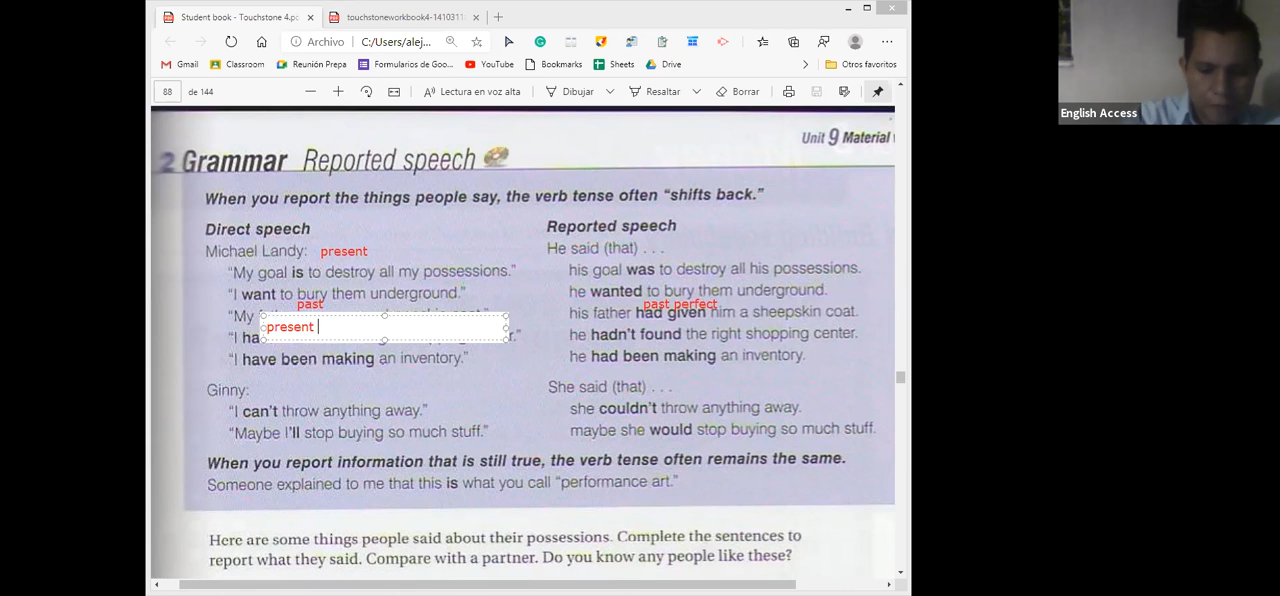 Student book - Touchstone 4.pd
touchstoneworkbook4-1410311
Archivo | C:/Users/alej...
Gmail Classroom Reunión Prepa Formularios de Goo... YouTube Bookmarks Sheets Drive Otros favoritos
88 de 144 Lectura en voz alta Dibujar Resaltar Borrar
English Access
Unit 9 Material
2 Grammar Reported speech
When you report the things people say, the verb tense often “shifts back.”
Direct speech
Michael Landy: present
“My goal is to destroy all my possessions.”
“I want to bury them underground.”
past
“My
present
“I ha
“I have been making an inventory.”
Ginny:
“I can't throw anything away.”
“Maybe I'll stop buying so much stuff.”
Reported speech
He said (that) . . .
his goal was to destroy all his possessions.
he wanted to bury them underground.
past perfect
his father had given him a sheepskin coat.
he hadn't found the right shopping center.
he had been making an inventory.
She said (that) . . .
she couldn't throw anything away.
maybe she would stop buying so much stuff.
When you report information that is still true, the verb tense often remains the same.
Someone explained to me that this is what you call “performance art.”
Here are some things people said about their possessions. Complete the sentences to
report what they said. Compare with a partner. Do you know any people like these?